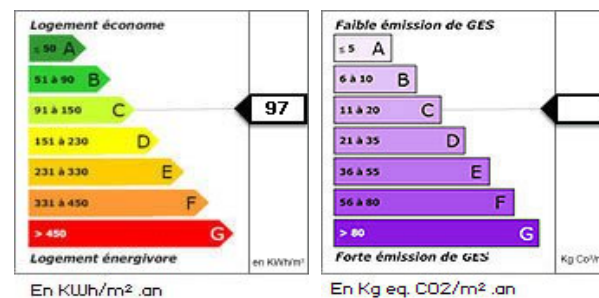 Logement économe
≤ 50 A
51 à 90 B
91 à 150 C
97
151 à 230 D
231 à 330 E
331 à 450 F
> 450 G
Logement énergivore
en KWh/m²
En KWh/m² .an
Faible émission de GES
≤ 5 A
6 à 10 B
11 à 20 C
21 à 35 D
36 à 55 E
56 à 80 F
> 80 G
Forte émission de GES
Kg
En Kg eq. CO2/m² .an